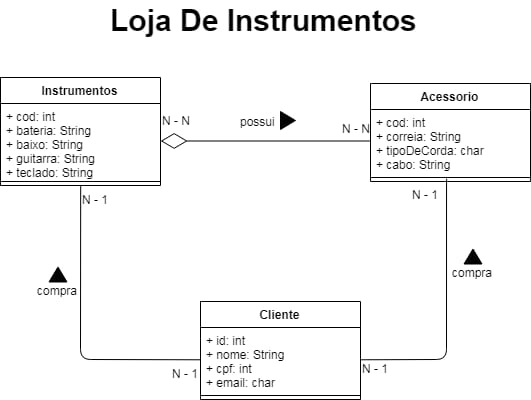 Loja De Instrumentos
Instrumentos
+ cod: int
+ bateria: String
+ baixo: String
+ guitarra: String
+ teclado: String
N - N
possui
N - N
Acessorio
+ cod: int
+ correia: String
+ tipoDeCorda: char
+ cabo: String
N - 1
N - 1
compra
compra
Cliente
+ id: int
+ nome: String
+ cpf: int
+ email: char
N - 1
N - 1